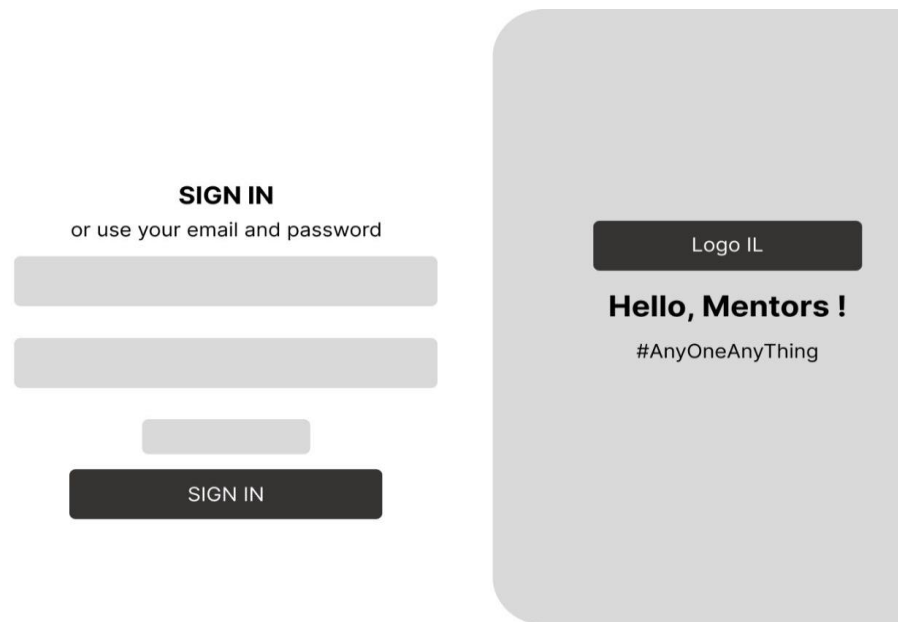 SIGN IN
or use your email and password
SIGN IN
Logo IL
Hello, Mentors !
#AnyOneAnyThing